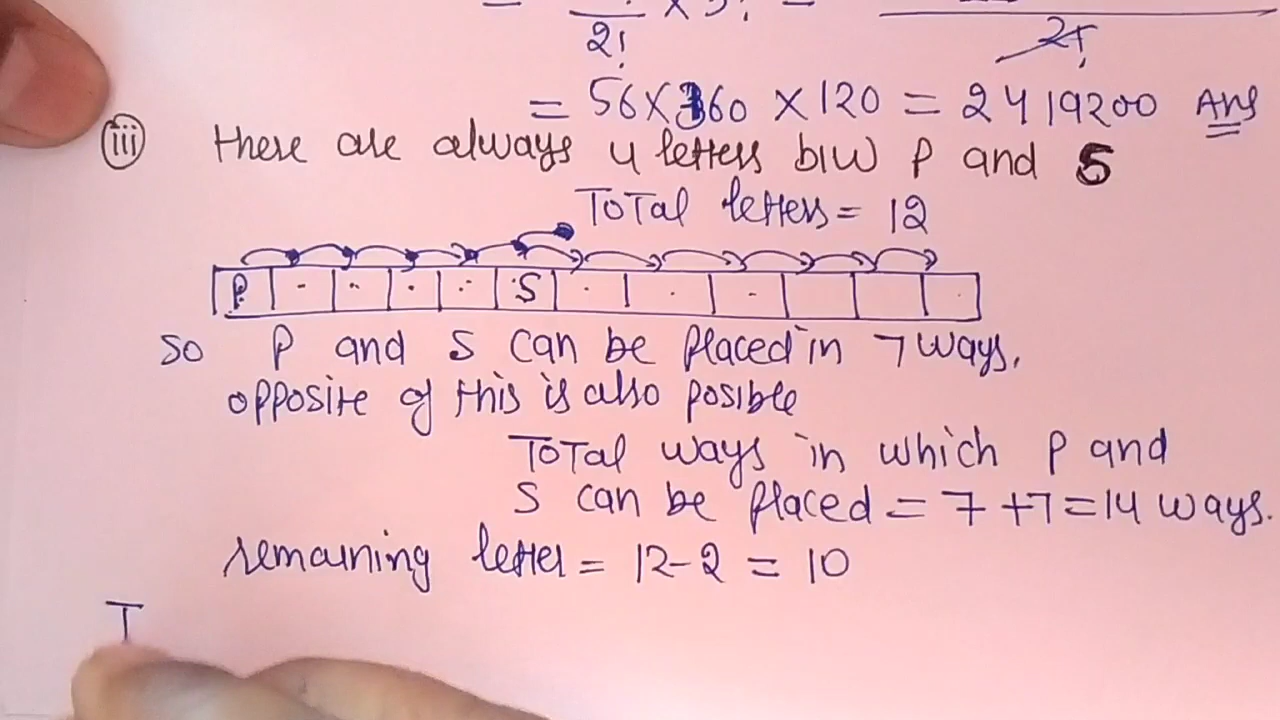 2! 2!
= 56 × 360 × 120 = 2419200 Ans
(iii) there are always 4 letters b/w P and S
Total letters = 12
P S
So P and S can be placed in 7 ways.
opposite of this is also posible
Total ways in which P and
S can be placed = 7 + 7 = 14 ways.
remaining letter = 12 - 2 = 10
T